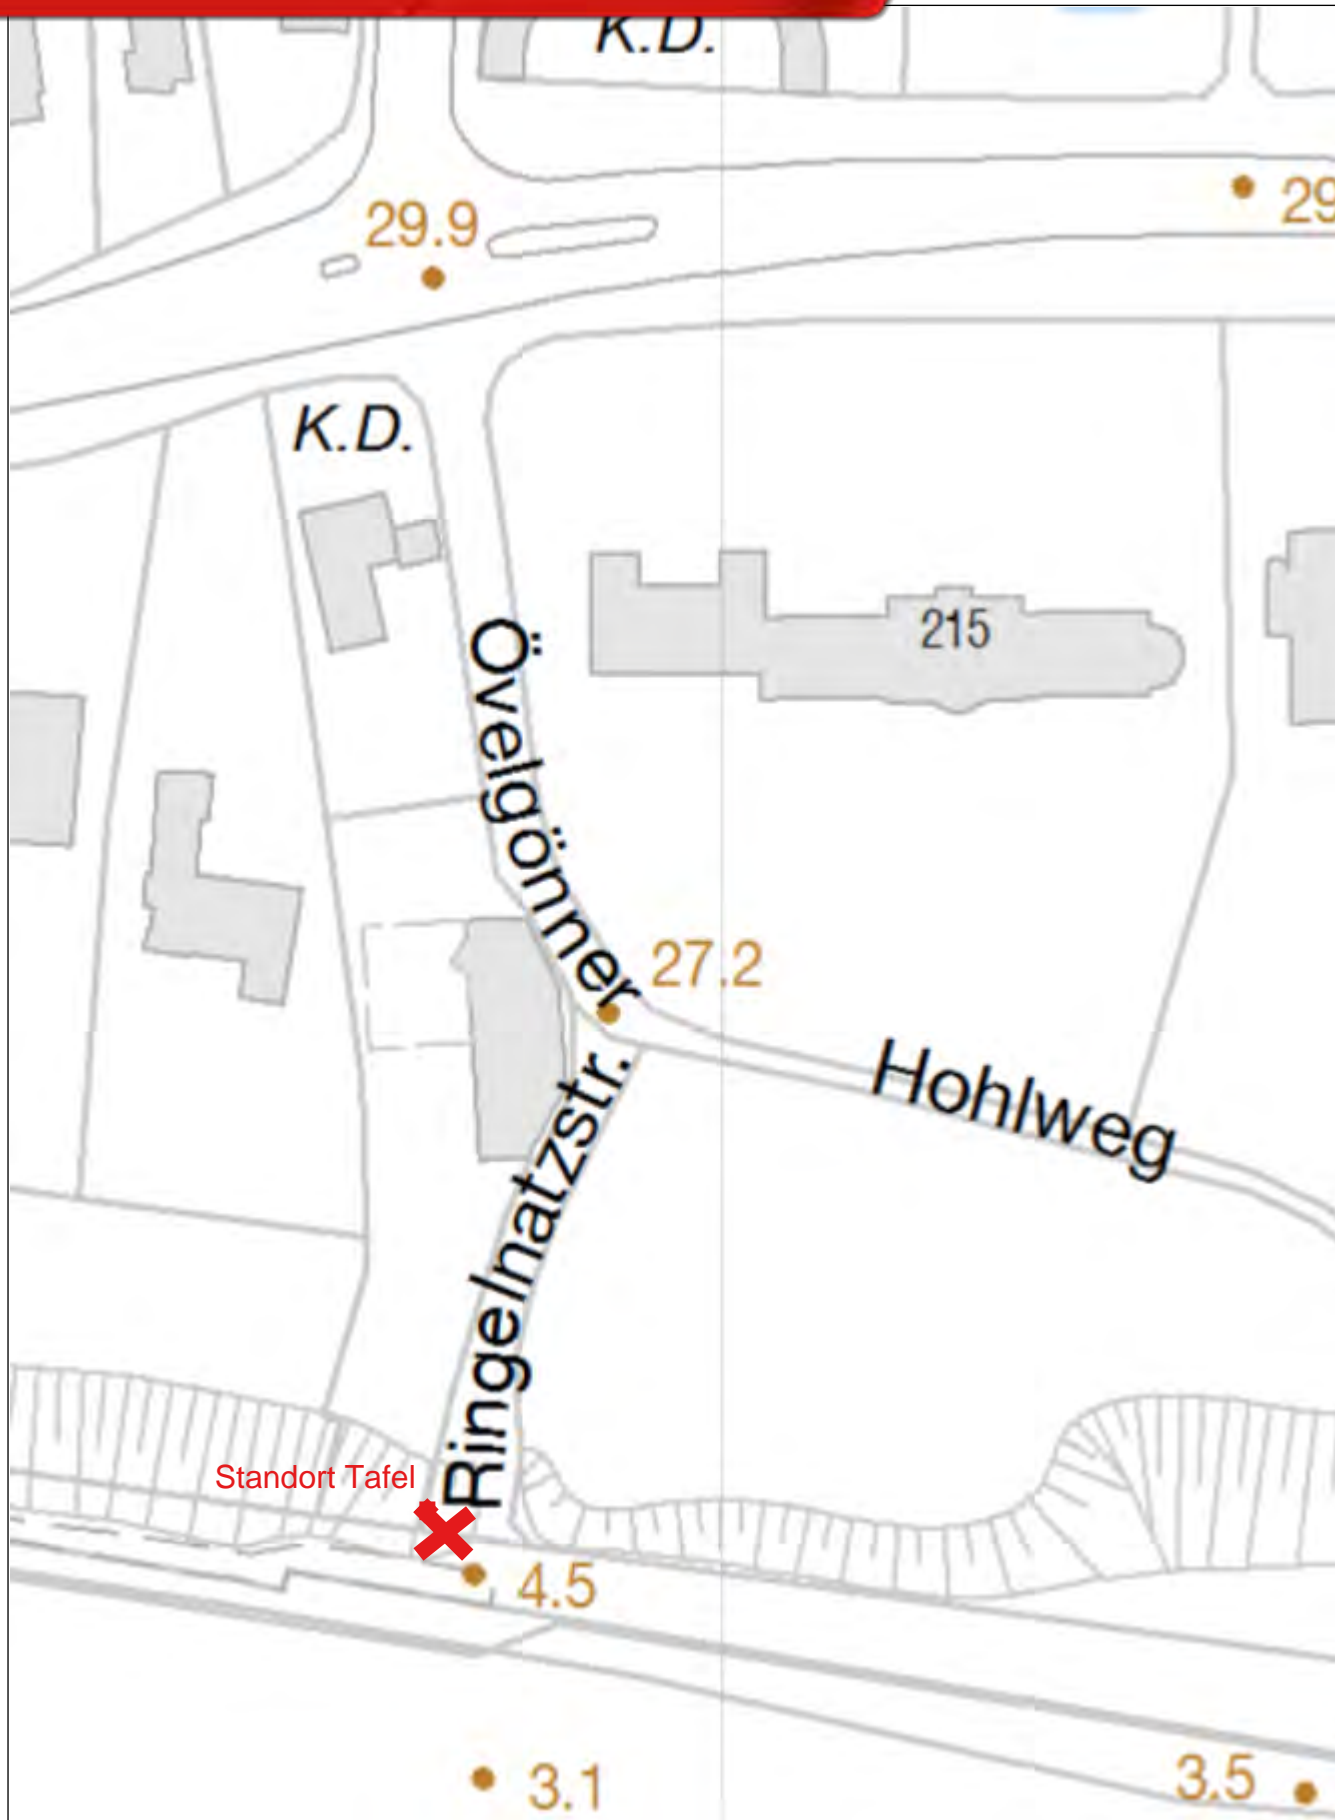 K.D.
29.9
29
K.D.
215
Övelgönner
27.2
Hohlweg
Ringelnatzstr.
Standort Tafel
4.5
3.1
3.5